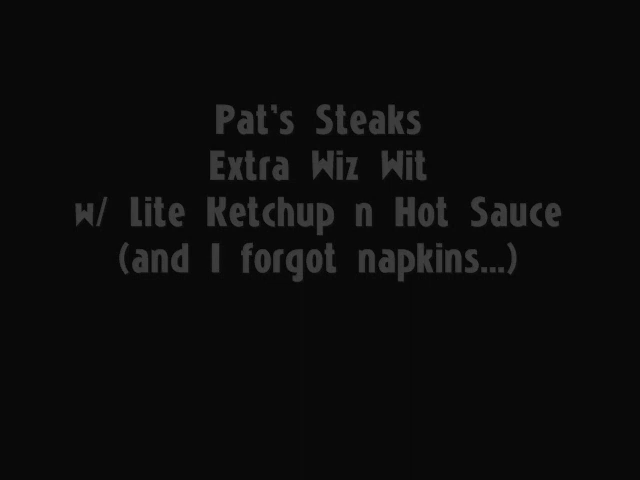 Pat's Steaks
Extra Wiz Wit
w/ Lite Ketchup n Hot Sauce
(and I forgot napkins...)